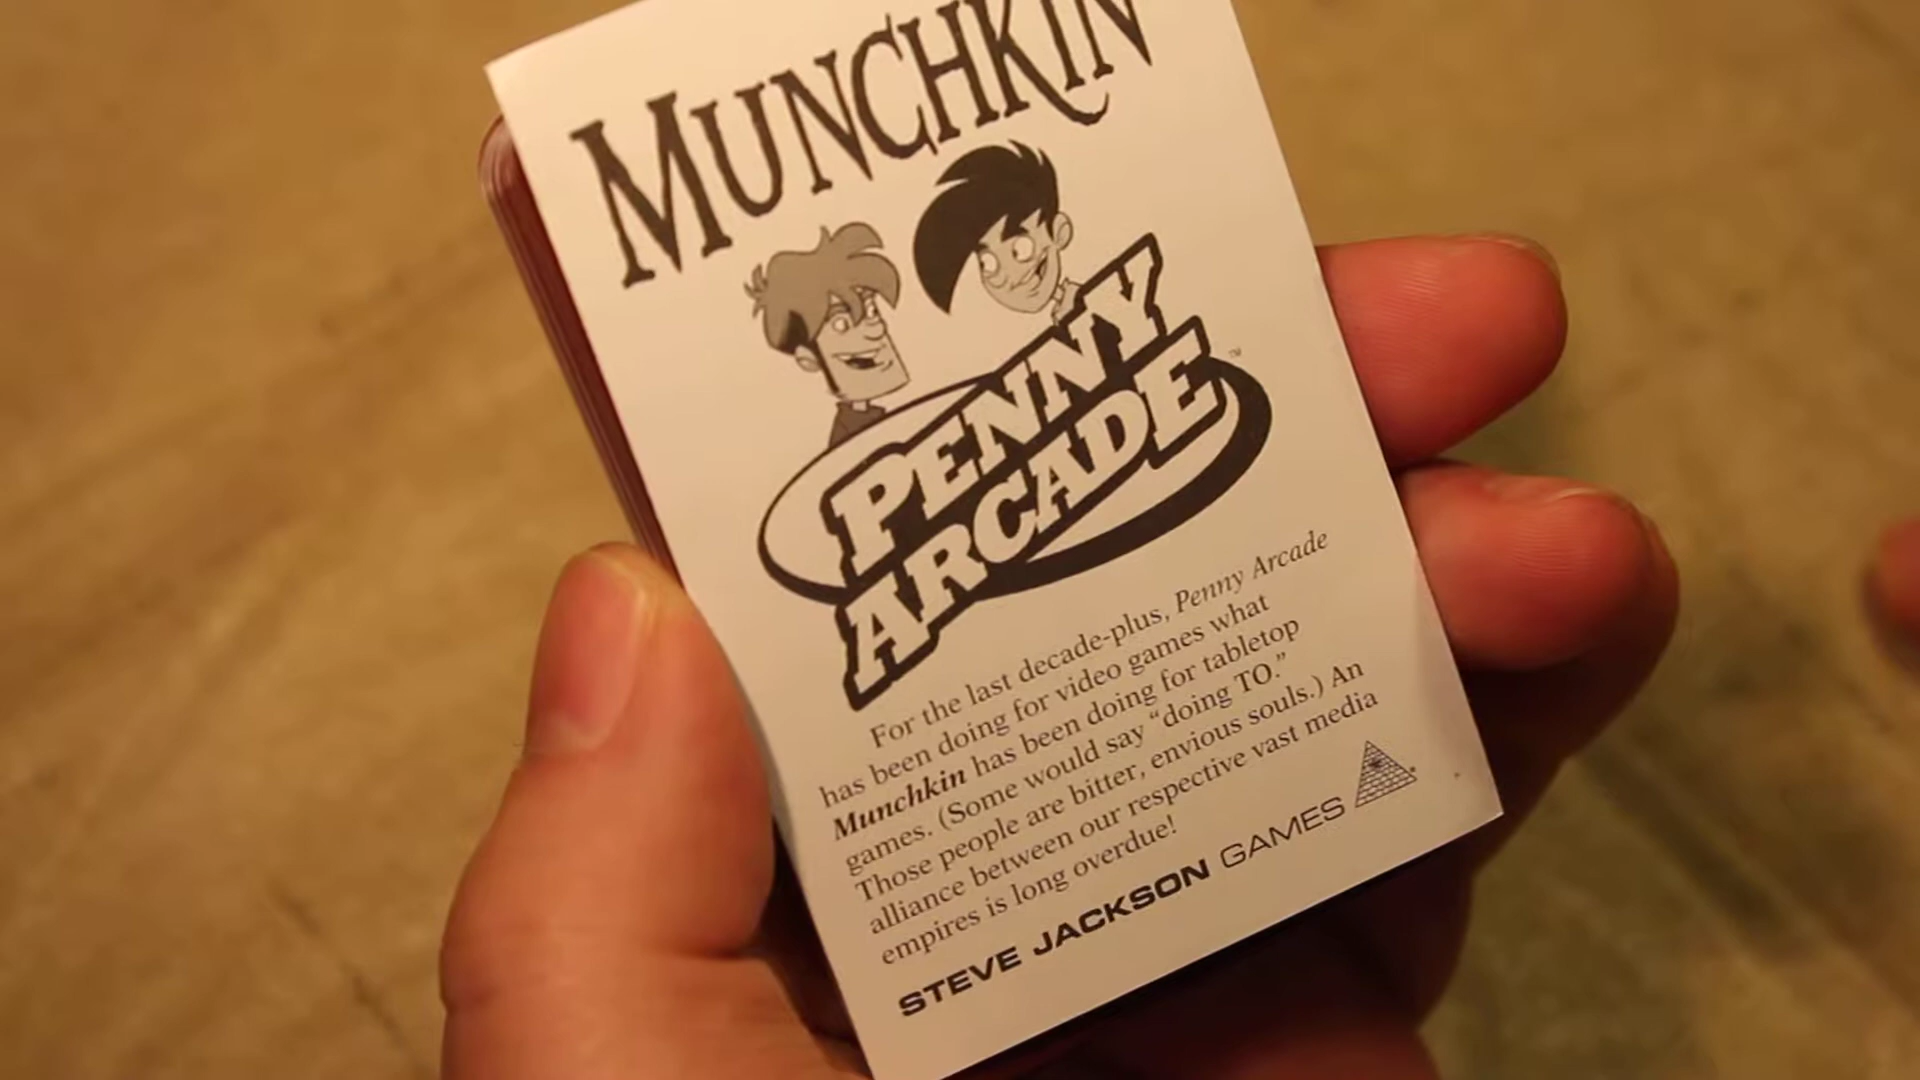 MUNCHKIN
PENNY
ARCADE™
For the last decade-plus, Penny Arcade
has been doing for video games what
Munchkin has been doing for tabletop
games. (Some would say “doing TO.”
Those people are bitter, envious souls.) An
alliance between our respective vast media
empires is long overdue!
STEVE JACKSON GAMES